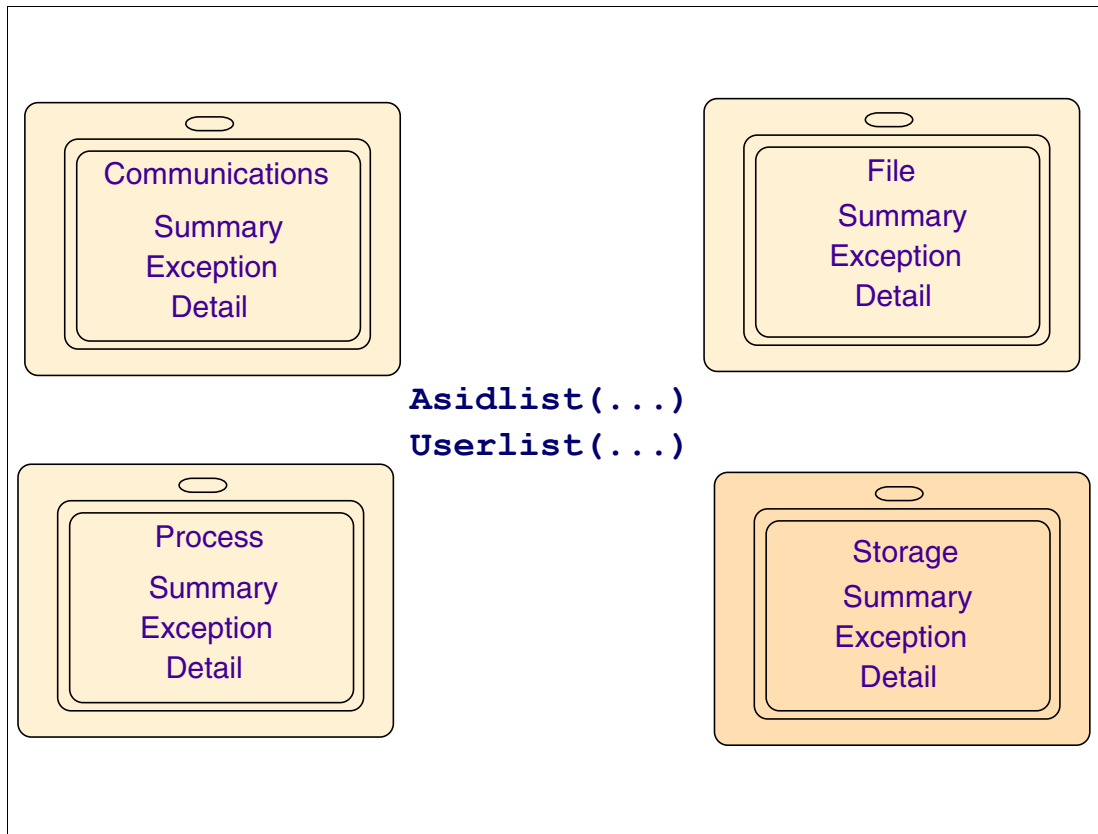 Communications
Summary
Exception
Detail
File
Summary
Exception
Detail
Asidlist(...)
Userlist(...)
Process
Summary
Exception
Detail
Storage
Summary
Exception
Detail